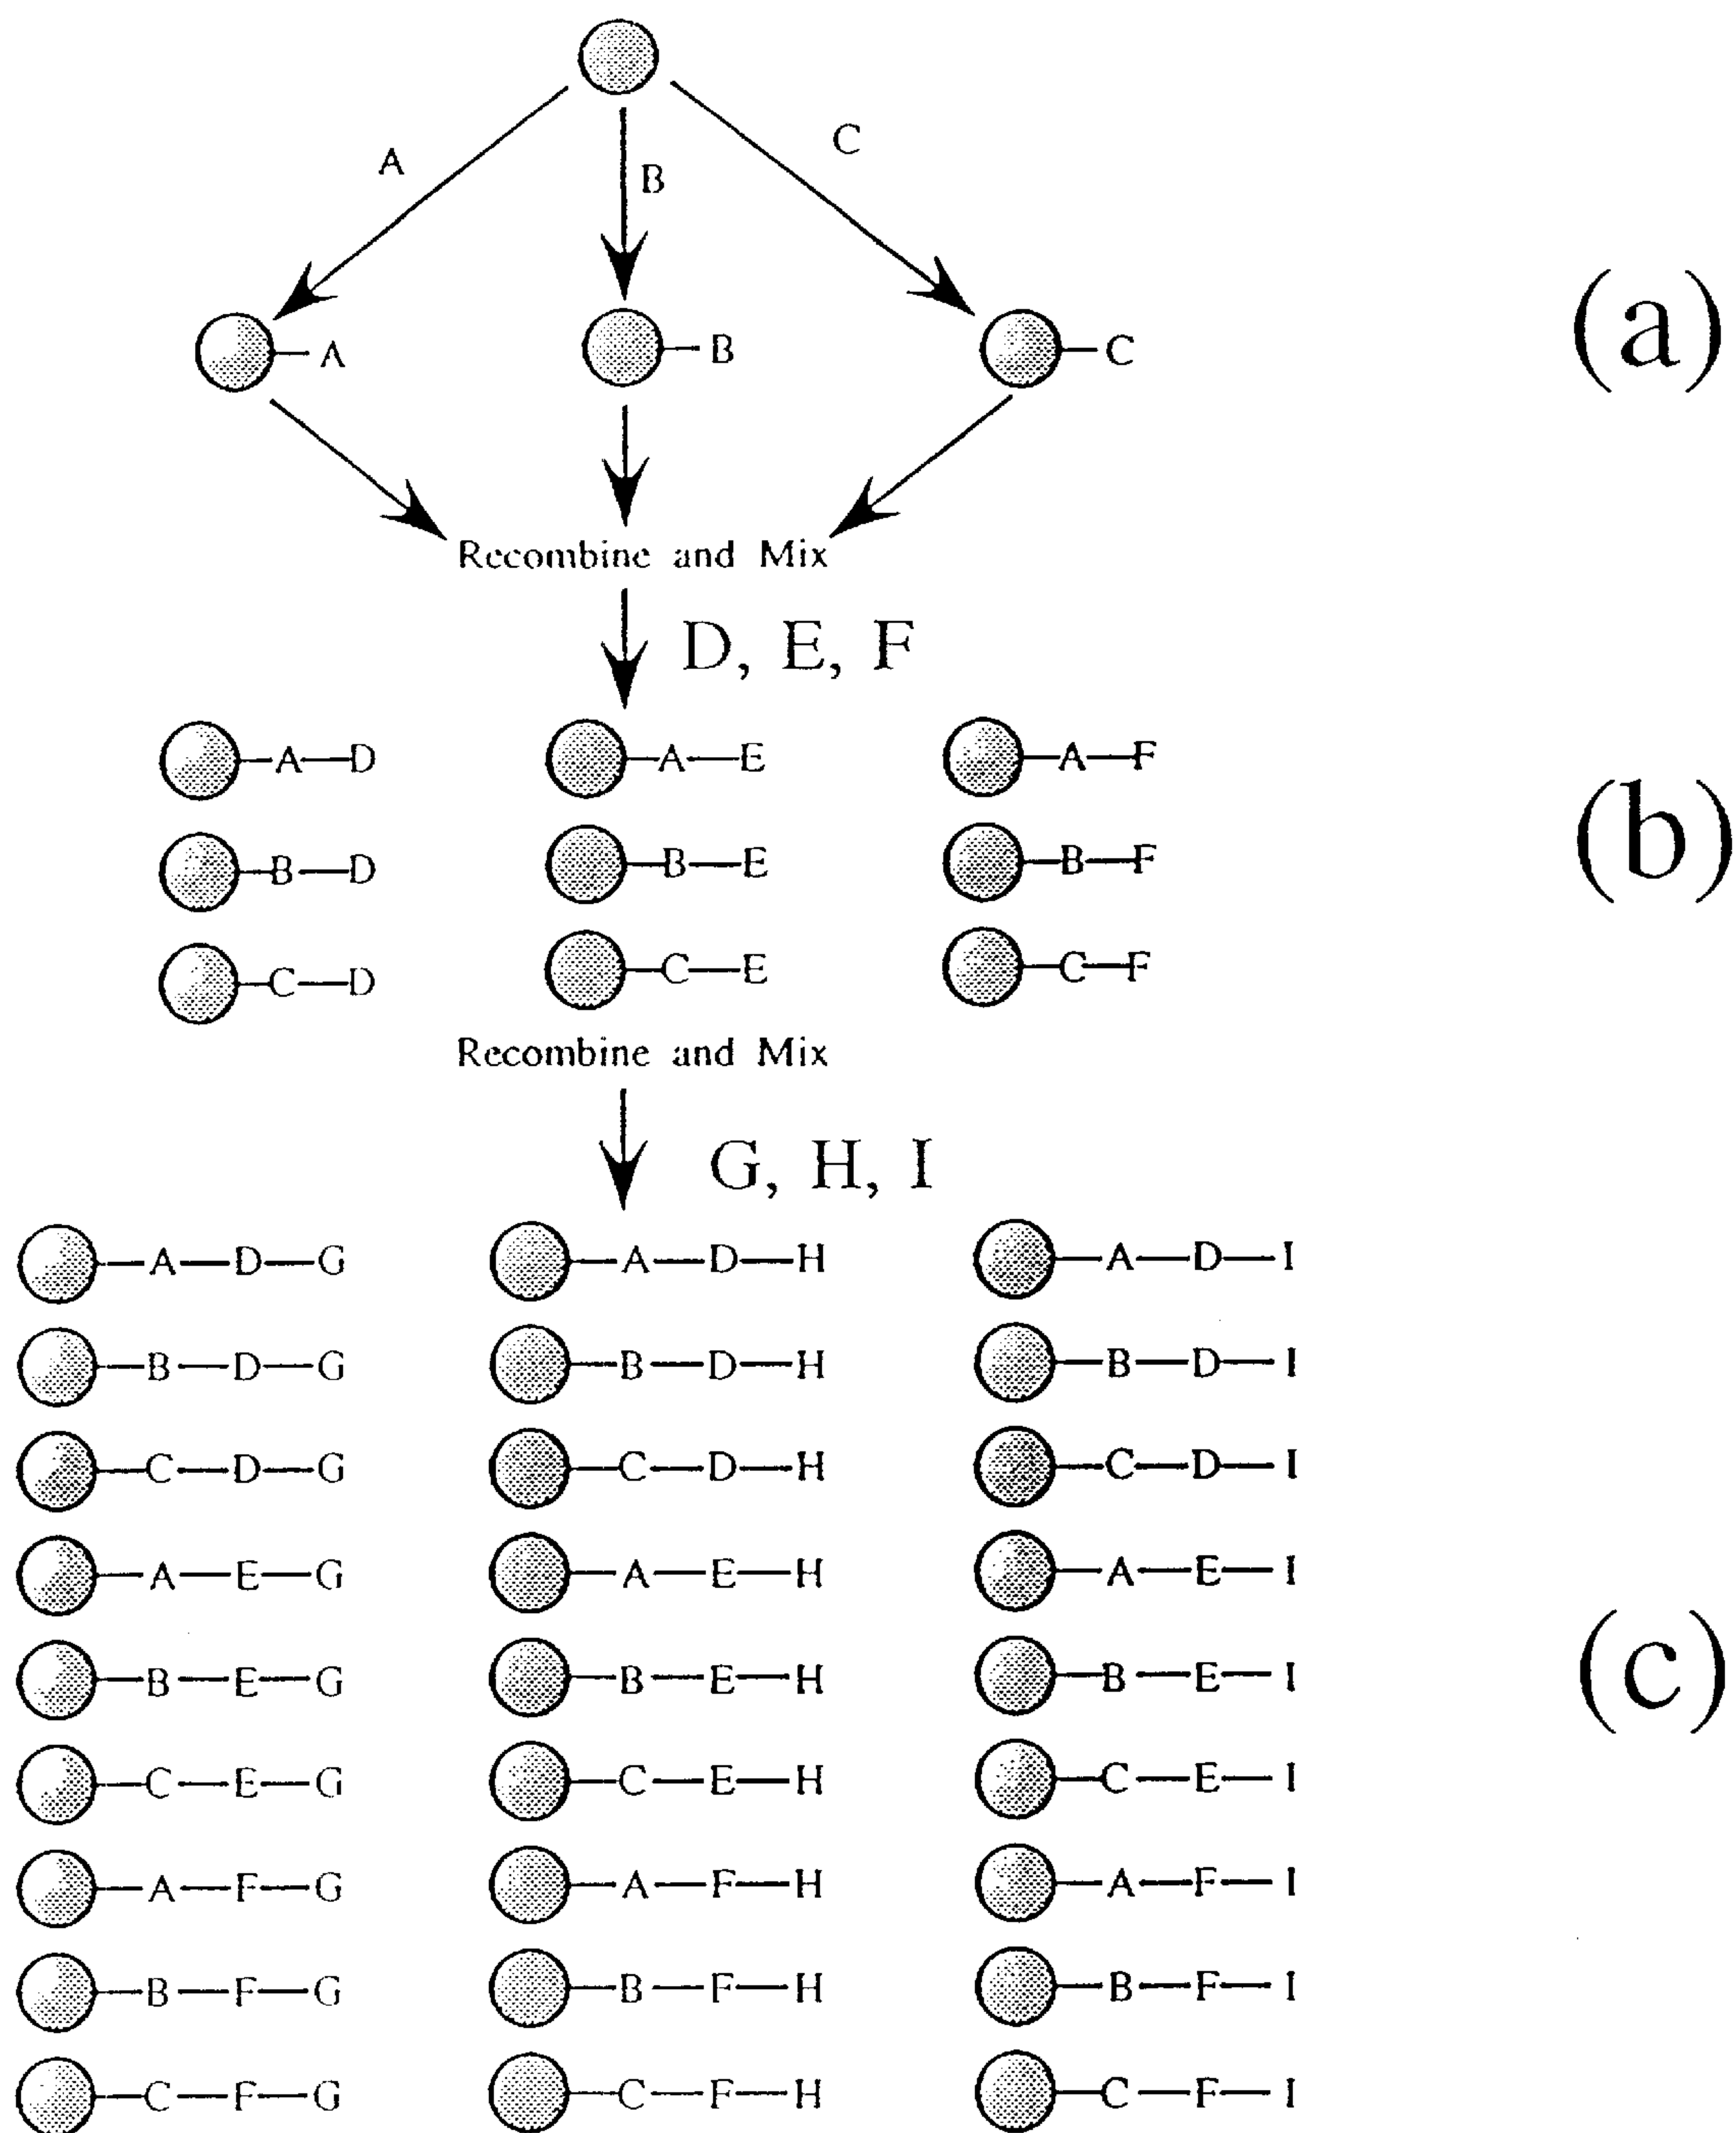 C
A
B
A B C (a)
Recombine and Mix
D, E, F
A—D A—E A—F
B—D B—E B—F (b)
C—D C—E C—F
Recombine and Mix
G, H, I
A—D—G A—D—H A—D—I
B—D—G B—D—H B—D—I
C—D—G C—D—H C—D—I
A—E—G A—E—H A—E—I
B—E—G B—E—H B—E—I (c)
C—E—G C—E—H C—E—I
A—F—G A—F—H A—F—I
B—F—G B—F—H B—F—I
C—F—G C—F—H C—F—I